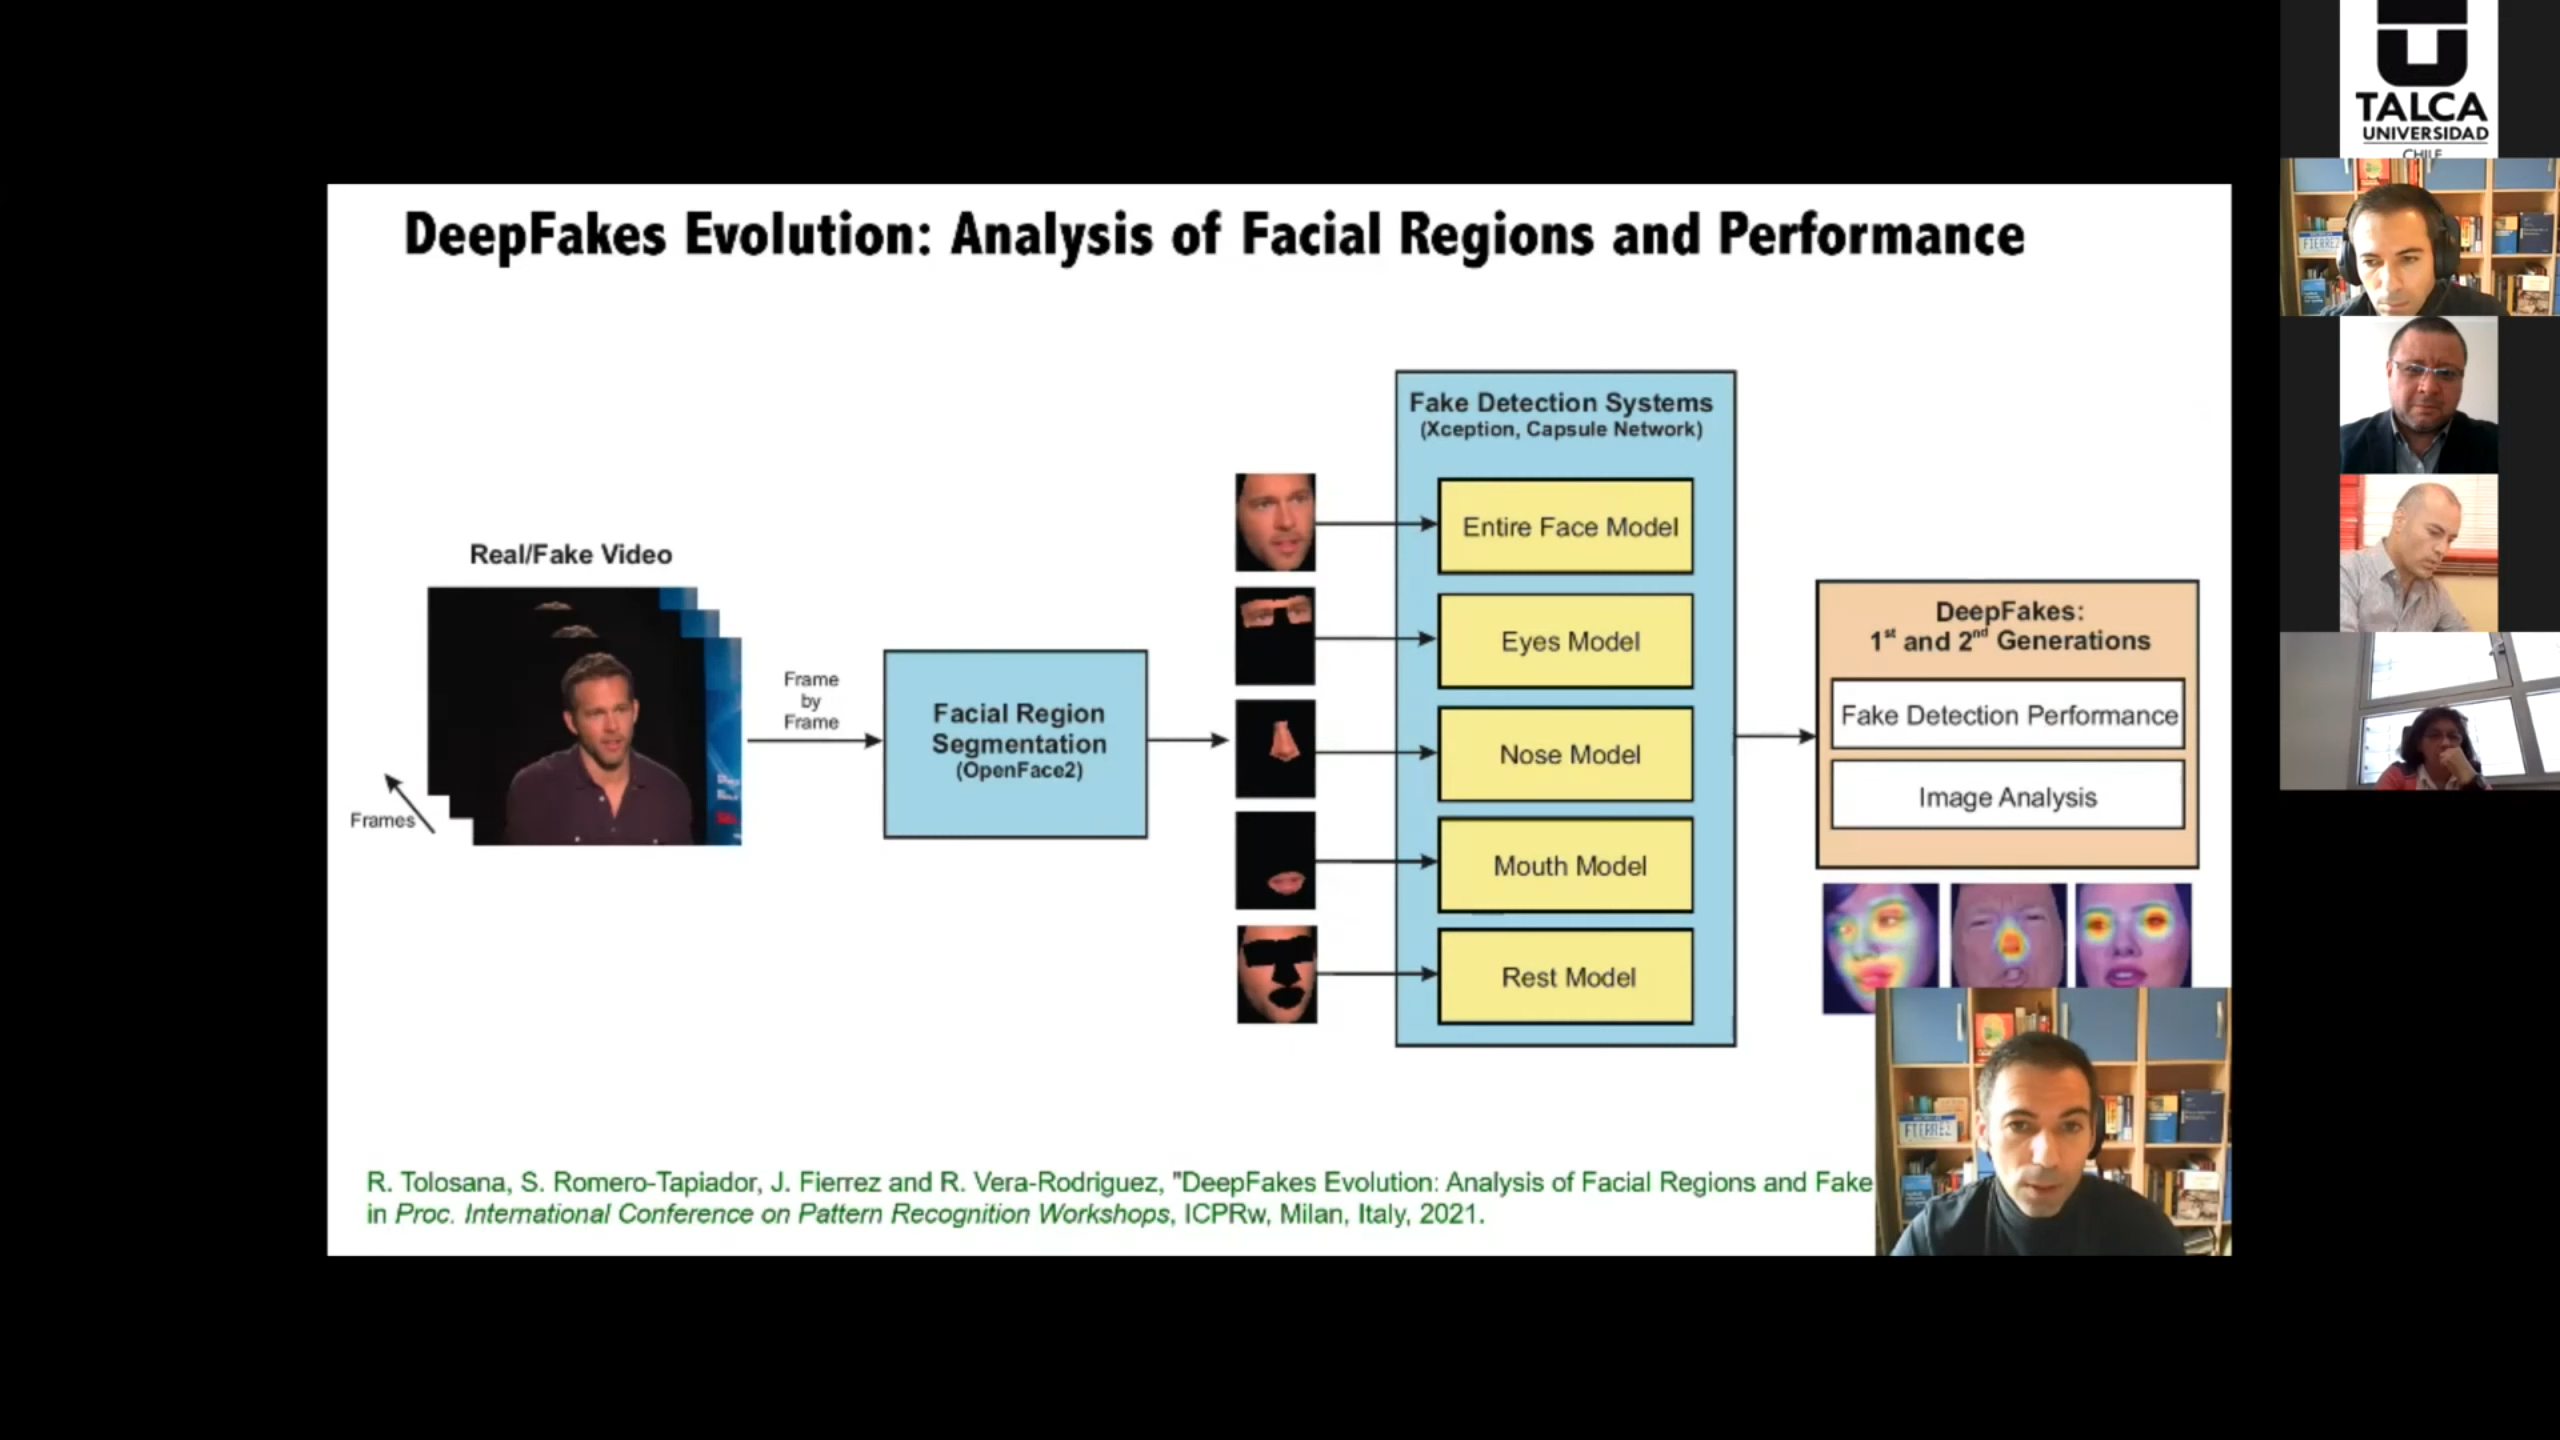 TALCA
UNIVERSIDAD
CHILE
DeepFakes Evolution: Analysis of Facial Regions and Performance
Real/Fake Video
Frames
Frame
by
Frame
Facial Region
Segmentation
(OpenFace2)
Fake Detection Systems
(Xception, Capsule Network)
Entire Face Model
Eyes Model
Nose Model
Mouth Model
Rest Model
DeepFakes:
1st and 2nd Generations
Fake Detection Performance
Image Analysis
R. Tolosana, S. Romero-Tapiador, J. Fierrez and R. Vera-Rodriguez, "DeepFakes Evolution: Analysis of Facial Regions and Fake
in Proc. International Conference on Pattern Recognition Workshops, ICPRw, Milan, Italy, 2021.
FIERREZ
FIERREZ